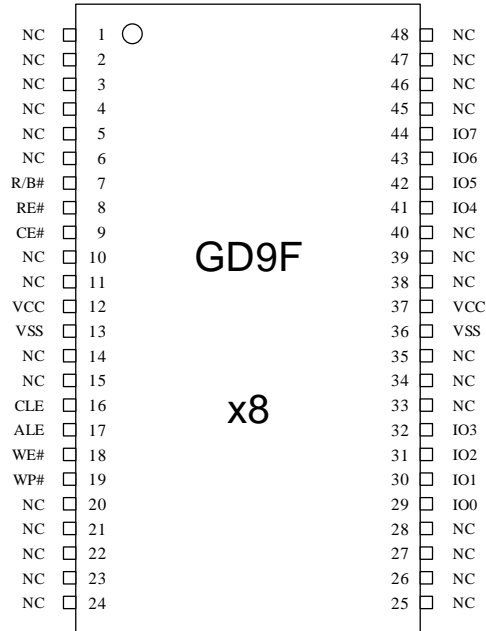 NC 1 48 NC
NC 2 47 NC
NC 3 46 NC
NC 4 45 NC
NC 5 44 IO7
NC 6 43 IO6
R/B# 7 42 IO5
RE# 8 41 IO4
CE# 9 40 NC
GD9F
NC 10 39 NC
NC 11 38 NC
VCC 12 37 VCC
VSS 13 36 VSS
NC 14 35 NC
NC 15 34 NC
CLE 16 33 NC
x8
ALE 17 32 IO3
WE# 18 31 IO2
WP# 19 30 IO1
NC 20 29 IO0
NC 21 28 NC
NC 22 27 NC
NC 23 26 NC
NC 24 25 NC